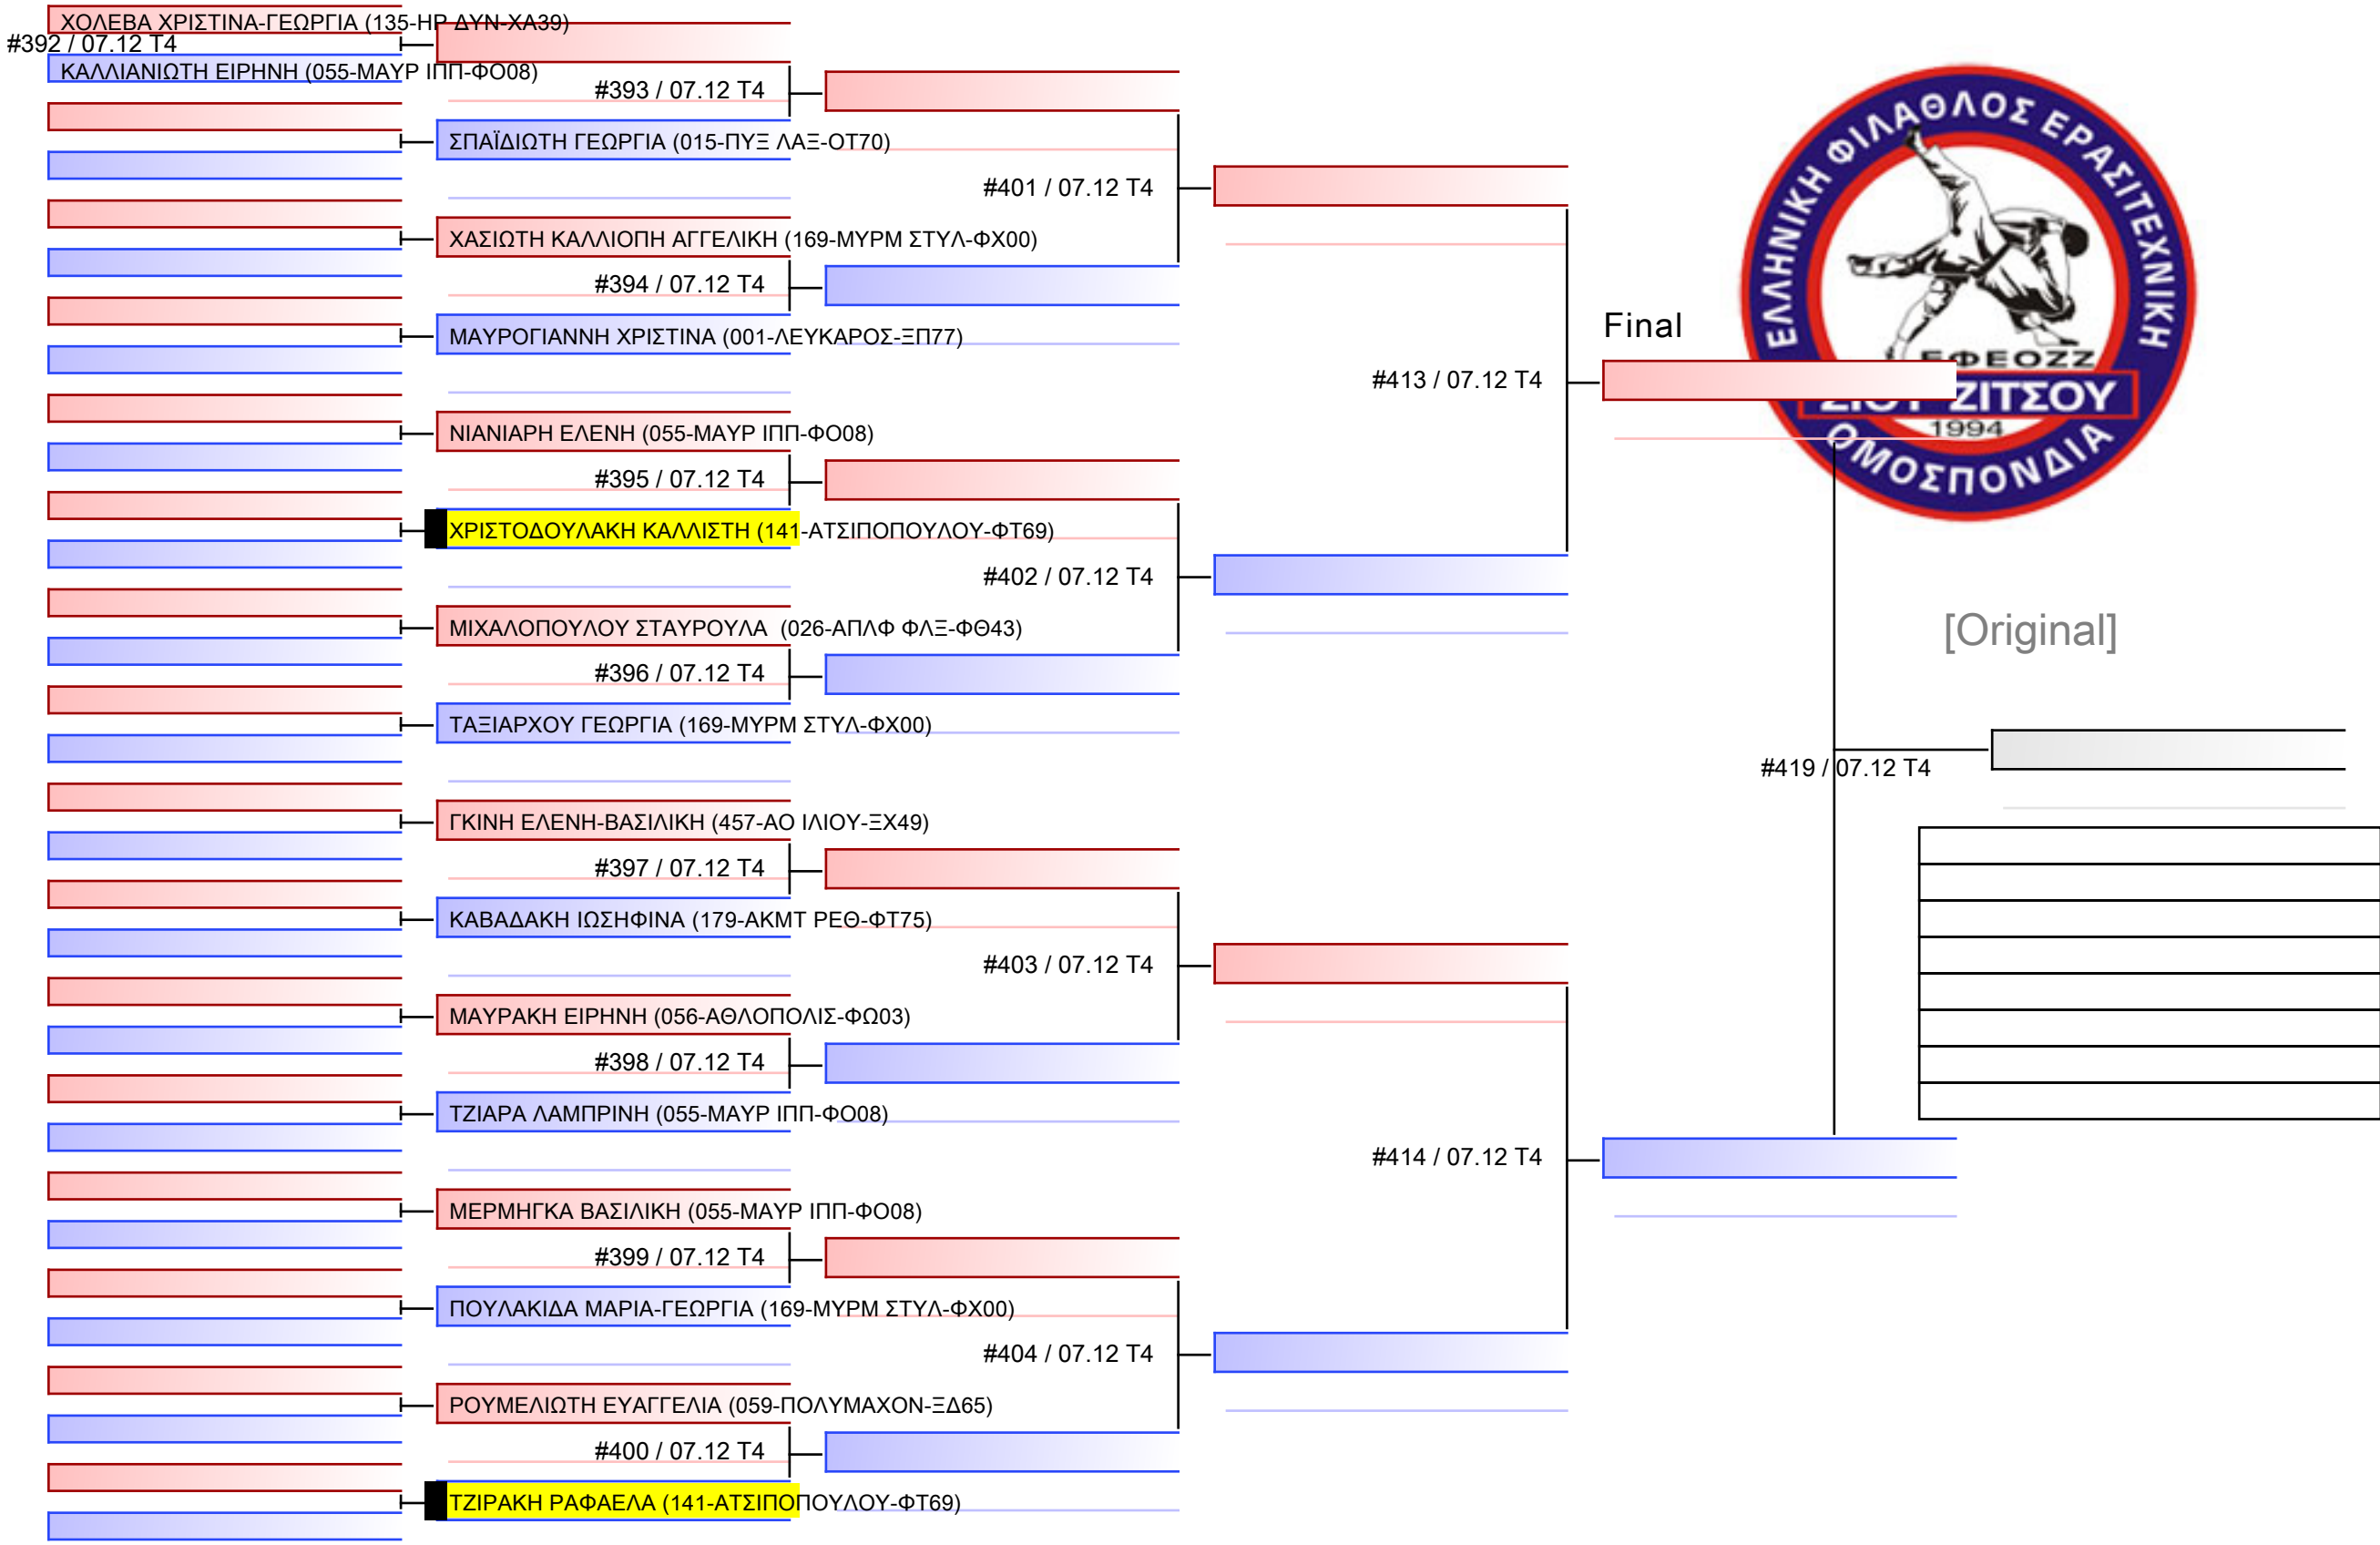 ΧΟΛΕΒΑ ΧΡΙΣΤΙΝΑ-ΓΕΩΡΓΙΑ (135-ΗΡ ΔΥΝ-ΧΑ39)
#392 / 07.12 T4
ΚΑΛΛΙΑΝΙΩΤΗ ΕΙΡΗΝΗ (055-ΜΑΥΡ ΙΠΠ-ΦΟ08)
#393 / 07.12 T4
ΣΠΑΪΔΙΩΤΗ ΓΕΩΡΓΙΑ (015-ΠΥΞ ΛΑΞ-ΟΤ70)
#401 / 07.12 T4
ΧΑΣΙΩΤΗ ΚΑΛΛΙΟΠΗ ΑΓΓΕΛΙΚΗ (169-ΜΥΡΜ ΣΤΥΛ-ΦΧ00)
#394 / 07.12 T4
ΜΑΥΡΟΓΙΑΝΝΗ ΧΡΙΣΤΙΝΑ (001-ΛΕΥΚΑΡΟΣ-ΞΠ77)
#413 / 07.12 T4
Final
ΝΙΑΝΙΑΡΗ ΕΛΕΝΗ (055-ΜΑΥΡ ΙΠΠ-ΦΟ08)
#395 / 07.12 T4
ΧΡΙΣΤΟΔΟΥΛΑΚΗ ΚΑΛΛΙΣΤΗ (141-ΑΤΣΙΠΟΠΟΥΛΟΥ-ΦΤ69)
#402 / 07.12 T4
ΜΙΧΑΛΟΠΟΥΛΟΥ ΣΤΑΥΡΟΥΛΑ (026-ΑΠΛΦ ΦΛΞ-ΦΘ43)
#396 / 07.12 T4
ΤΑΞΙΑΡΧΟΥ ΓΕΩΡΓΙΑ (169-ΜΥΡΜ ΣΤΥΛ-ΦΧ00)
ΓΚΙΝΗ ΕΛΕΝΗ-ΒΑΣΙΛΙΚΗ (457-ΑΟ ΙΛΙΟΥ-ΞΧ49)
#397 / 07.12 T4
ΚΑΒΑΔΑΚΗ ΙΩΣΗΦΙΝΑ (179-ΑΚΜΤ ΡΕΘ-ΦΤ75)
#403 / 07.12 T4
ΜΑΥΡΑΚΗ ΕΙΡΗΝΗ (056-ΑΘΛΟΠΟΛΙΣ-ΦΩ03)
#398 / 07.12 T4
ΤΖΙΑΡΑ ΛΑΜΠΡΙΝΗ (055-ΜΑΥΡ ΙΠΠ-ΦΟ08)
#414 / 07.12 T4
ΜΕΡΜΗΓΚΑ ΒΑΣΙΛΙΚΗ (055-ΜΑΥΡ ΙΠΠ-ΦΟ08)
#399 / 07.12 T4
ΠΟΥΛΑΚΙΔΑ ΜΑΡΙΑ-ΓΕΩΡΓΙΑ (169-ΜΥΡΜ ΣΤΥΛ-ΦΧ00)
#404 / 07.12 T4
ΡΟΥΜΕΛΙΩΤΗ ΕΥΑΓΓΕΛΙΑ (059-ΠΟΛΥΜΑΧΟΝ-ΞΔ65)
#400 / 07.12 T4
ΤΖΙΡΑΚΗ ΡΑΦΑΕΛΑ (141-ΑΤΣΙΠΟΠΟΥΛΟΥ-ΦΤ69)
ΕΛΛΗΝΙΚΗ ΦΙΛΑΘΛΟΣ ΕΡΑΣΙΤΕΧΝΙΚΗ
ΕΦΕΟΖΖ
ΖΙΤΣΟΥ
1994
ΟΜΟΣΠΟΝΔΙΑ
[Original]
#419 / 07.12 T4